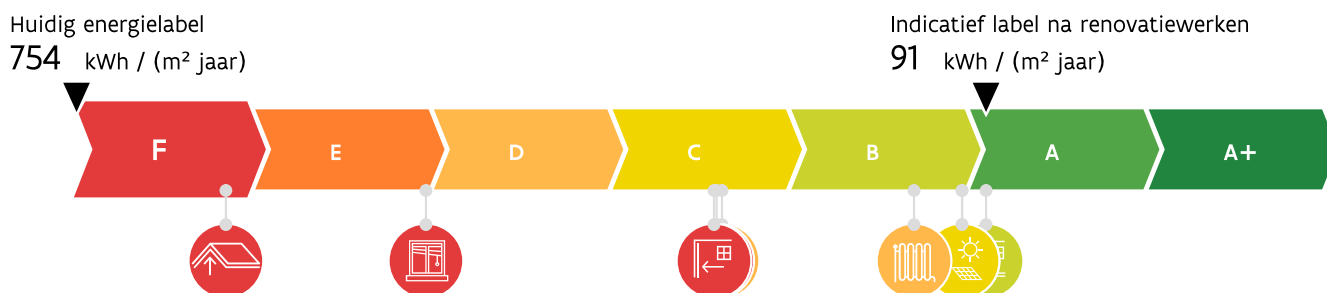 Huidig energielabel
754 kWh / (m² jaar)
Indicatief label na renovatiewerken
91 kWh / (m² jaar)
F E D C B A A+